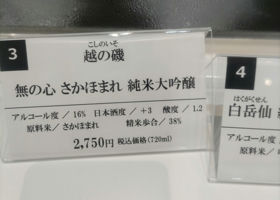 3
こしのいそ
越の磯
無の心 さかほまれ 純米大吟醸
アルコール度 / 16% 日本酒度 / +3 酸度 / 1.2
原料米 / さかほまれ 精米歩合 / 38%
2,750円 税込価格(720ml)
4
はくがくせん
白岳仙
アルコール度
原料米